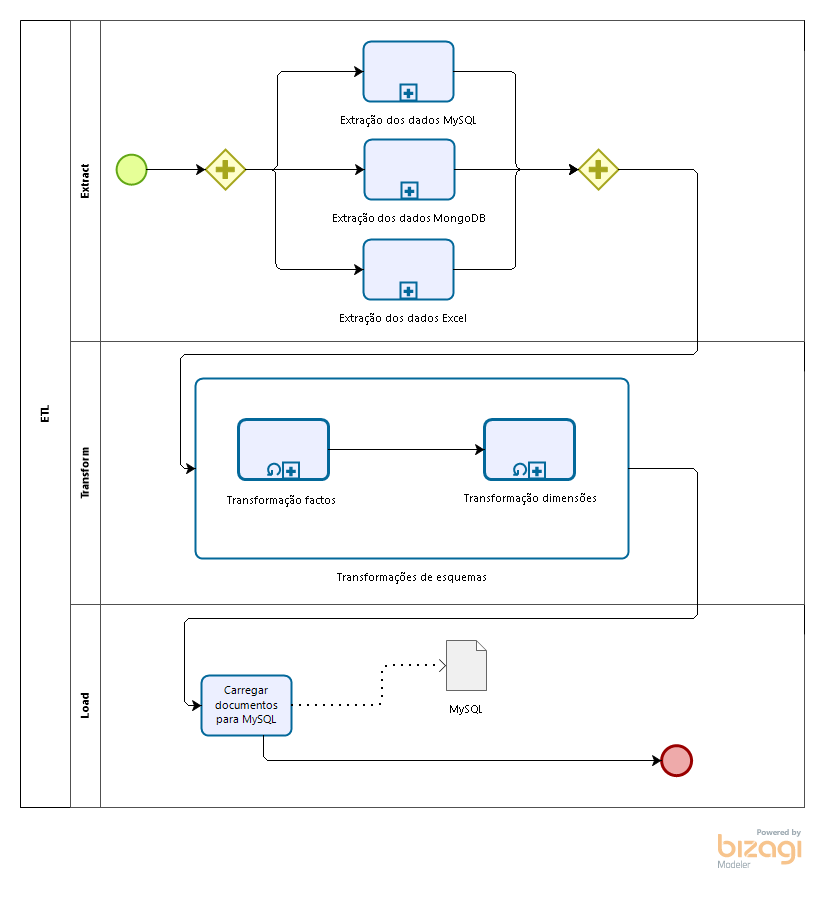 ETL
Extract
Extração dos dados MySQL
Extração dos dados MongoDB
Extração dos dados Excel
Transform
Transformação factos
Transformação dimensões
Transformações de esquemas
Load
Carregar
documentos
para MySQL
MySQL
Powered by
bizagi
Modeler